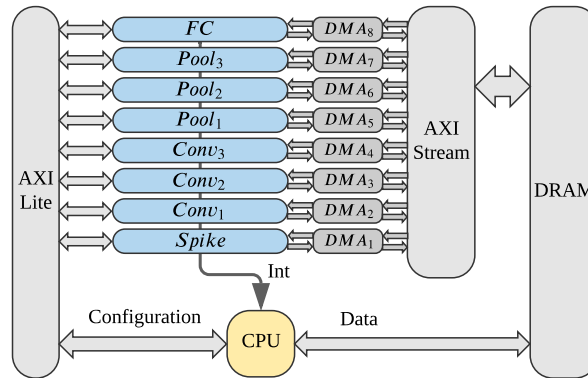 FC DMA₈
Pool₃ DMA₇
Pool₂ DMA₆
Pool₁ DMA₅
Conv₃ DMA₄
Conv₂ DMA₃
Conv₁ DMA₂
Spike DMA₁
AXI
Lite
AXI
Stream
DRAM
Int
Configuration
CPU
Data